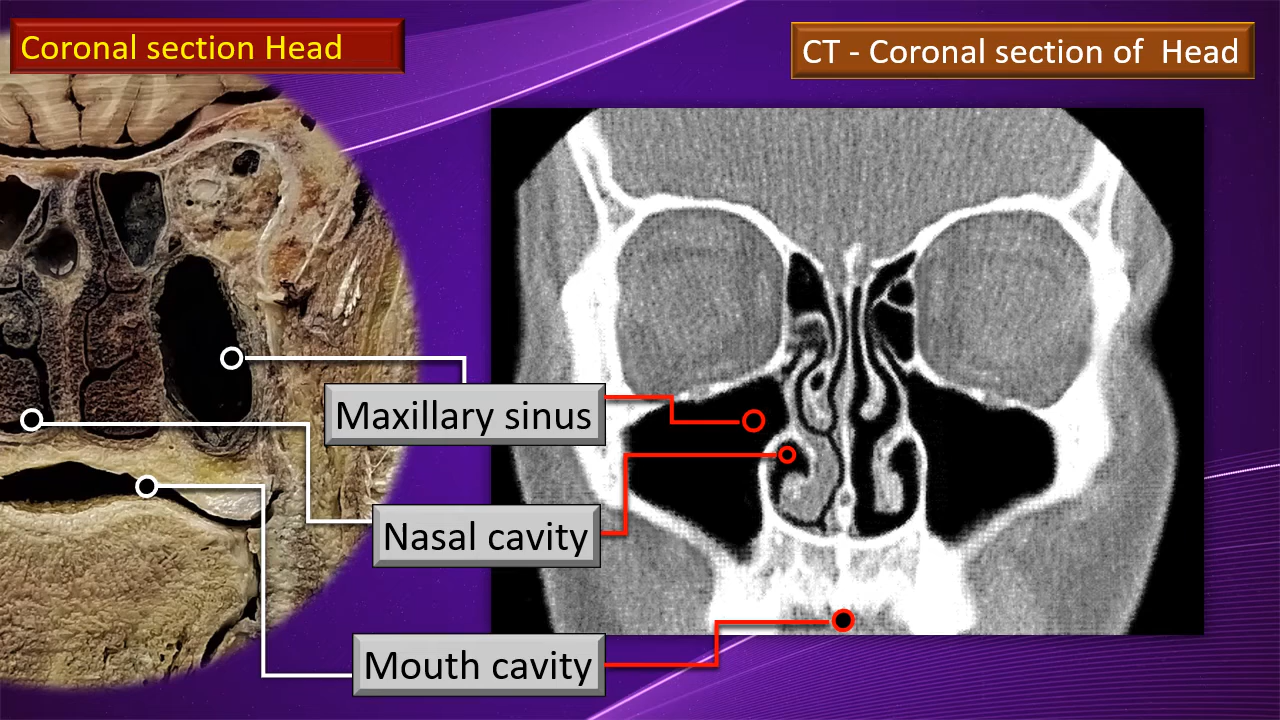 Coronal section Head
CT - Coronal section of  Head
Maxillary sinus
Nasal cavity
Mouth cavity